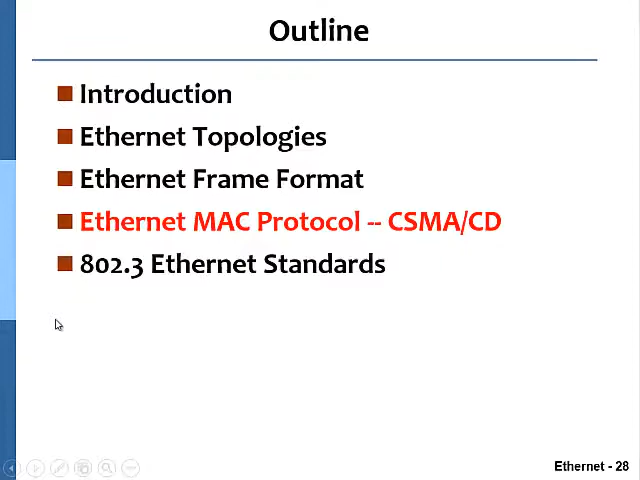 Outline
Introduction
Ethernet Topologies
Ethernet Frame Format
Ethernet MAC Protocol -- CSMA/CD
802.3 Ethernet Standards
Ethernet - 28